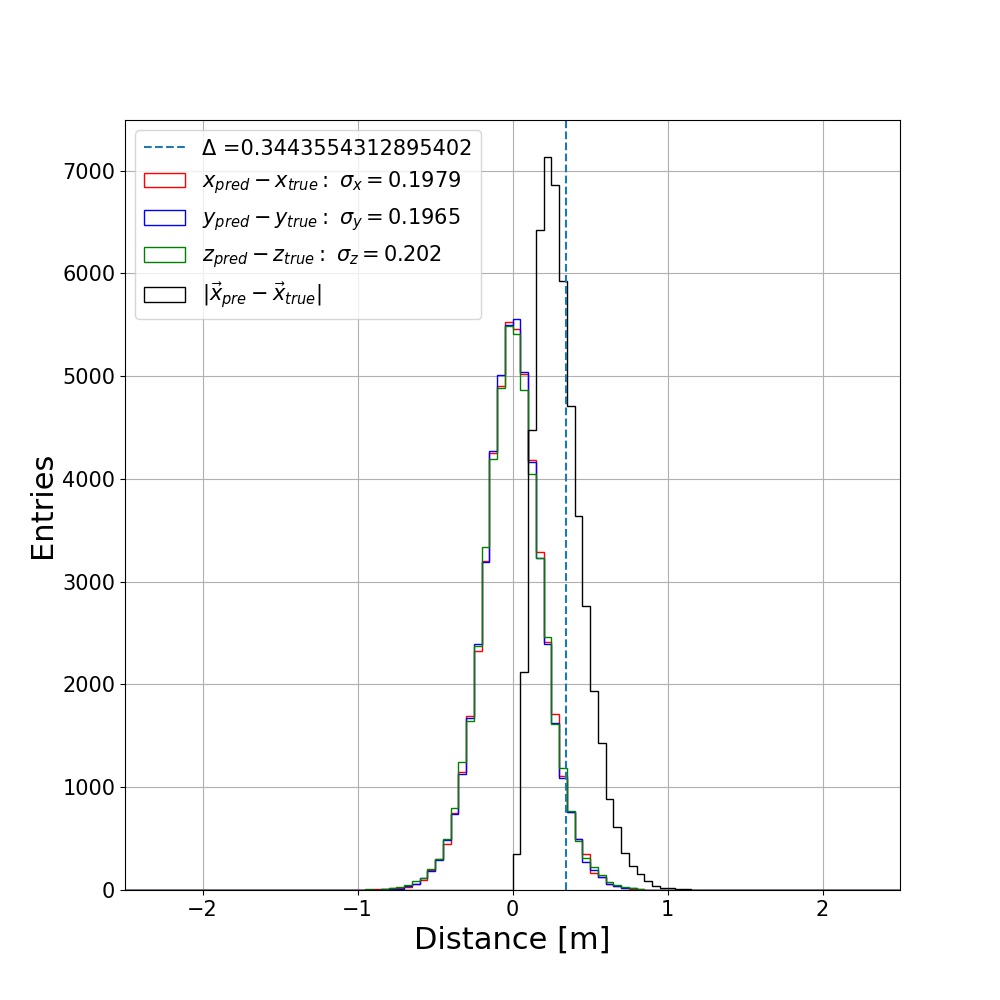 Δ =0.3443554312895402
x_pred − x_true : σ_x = 0.1979
y_pred − y_true : σ_y = 0.1965
z_pred − z_true : σ_z = 0.202
|x⃗_pre − x⃗_true|
7000
6000
5000
4000
3000
2000
1000
0
Entries
−2 −1 0 1 2
Distance [m]